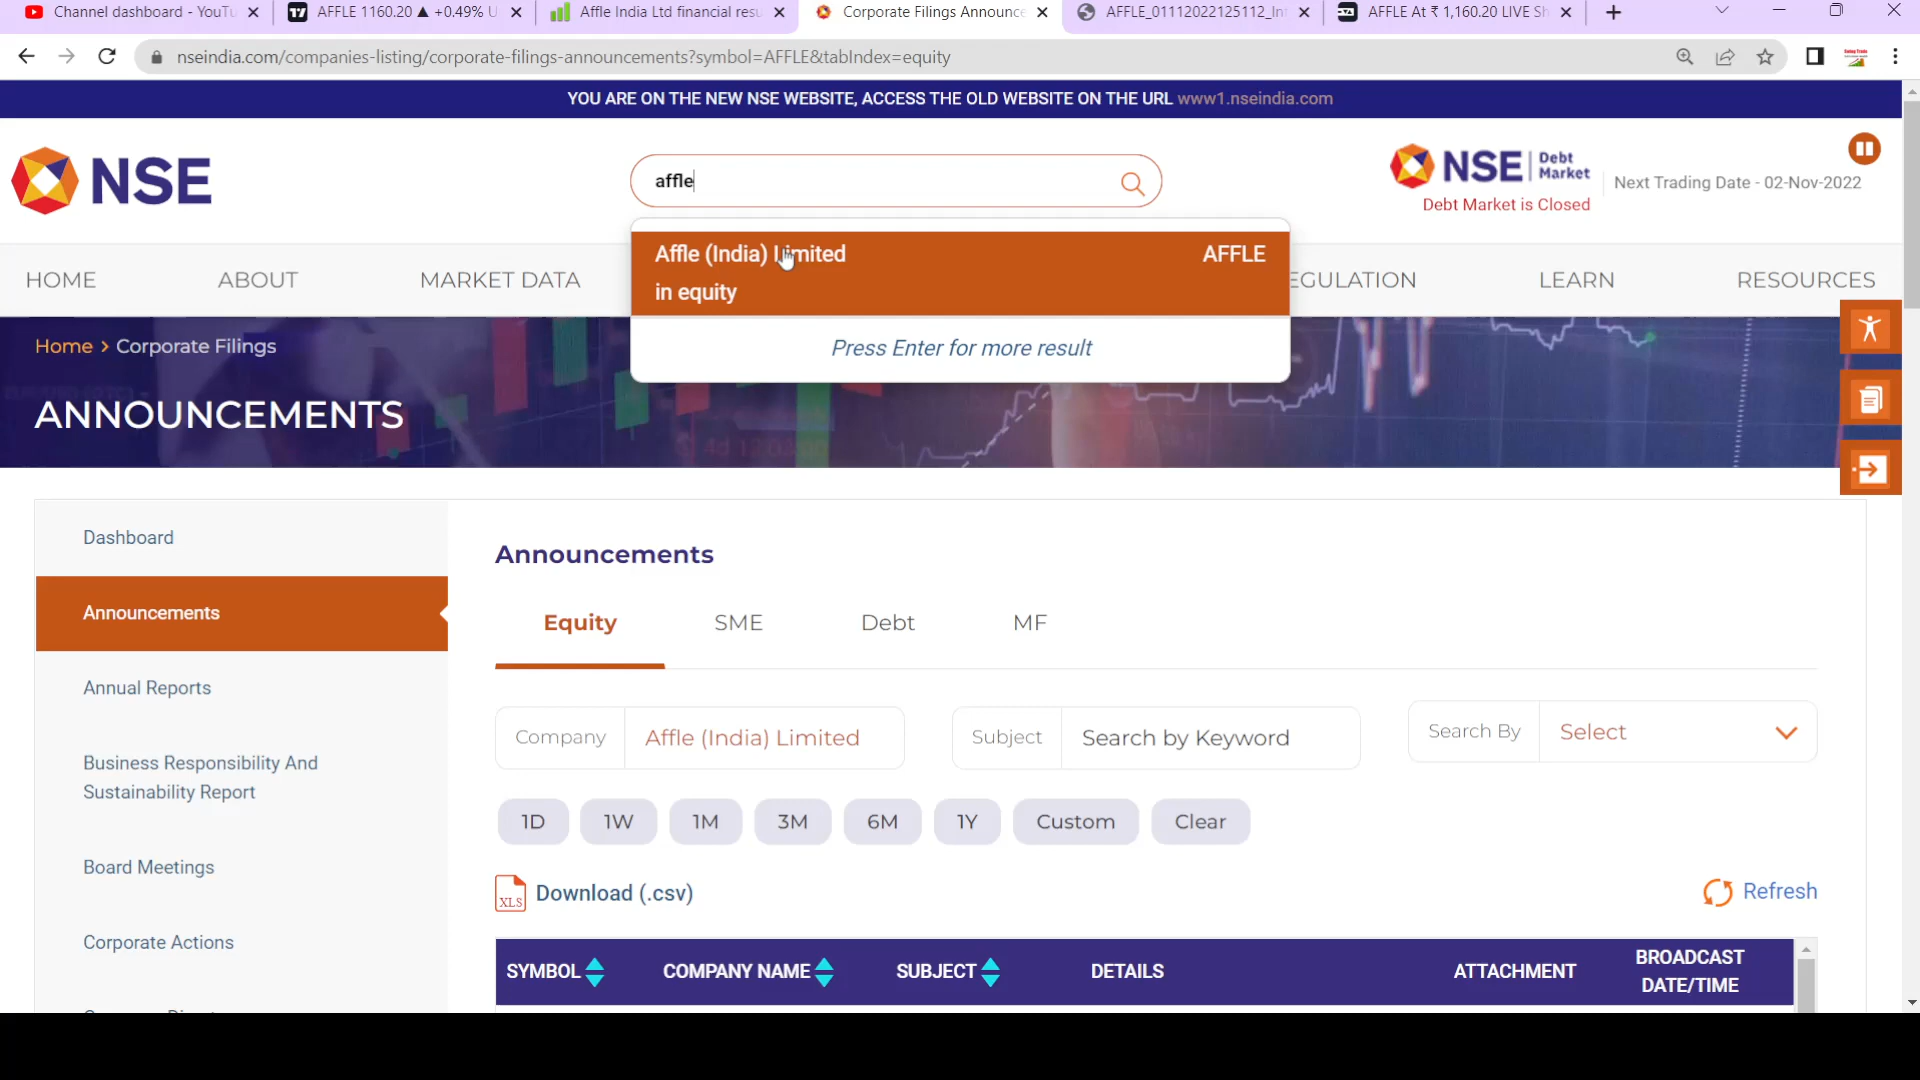 Channel dashboard - YouTu
AFFLE 1160.20 ▲ +0.49% U
Affle India Ltd financial resu
Corporate Filings Announce
AFFLE_01112022125112_Int
AFFLE At ₹ 1,160.20 LIVE Sh
nseindia.com/companies-listing/corporate-filings-announcements?symbol=AFFLE&tabIndex=equity
YOU ARE ON THE NEW NSE WEBSITE, ACCESS THE OLD WEBSITE ON THE URL www1.nseindia.com
NSE
affle
NSE Debt Market
Next Trading Date - 02-Nov-2022
Debt Market is Closed
Affle (India) Limited AFFLE
in equity
Press Enter for more result
HOME ABOUT MARKET DATA EGULATION LEARN RESOURCES
Home > Corporate Filings
ANNOUNCEMENTS
Dashboard
Announcements
Annual Reports
Business Responsibility And
Sustainability Report
Board Meetings
Corporate Actions
Announcements
Equity SME Debt MF
Company Affle (India) Limited Subject Search by Keyword Search By Select
1D 1W 1M 3M 6M 1Y Custom Clear
XLS Download (.csv) Refresh
SYMBOL COMPANY NAME SUBJECT DETAILS ATTACHMENT BROADCAST
DATE/TIME